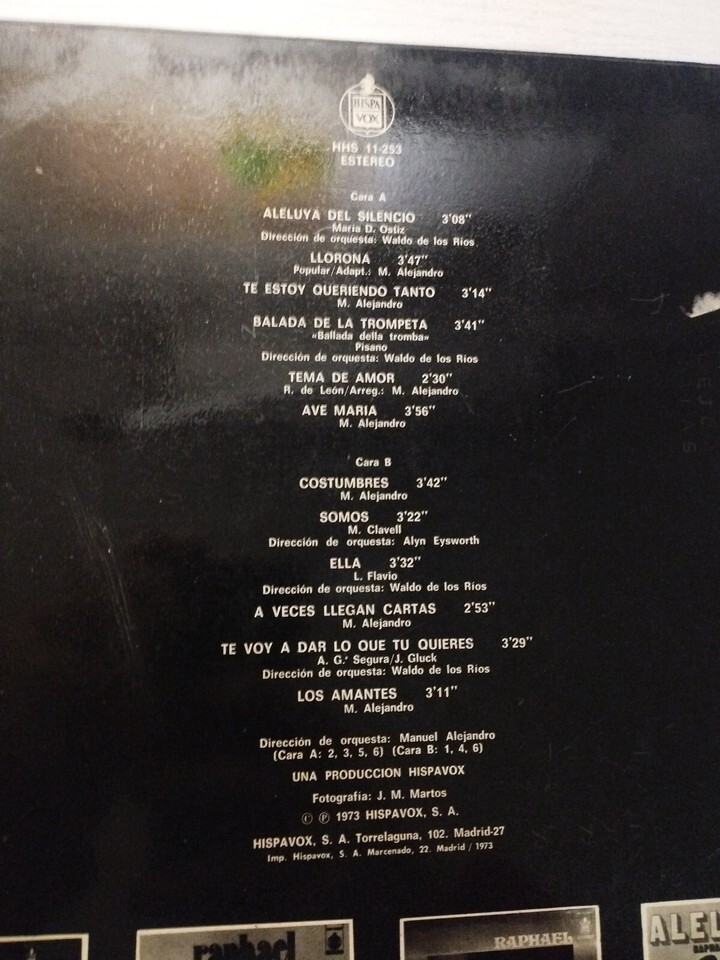 HISPA
VOX
HHS 11-253
ESTEREO
Cara A
ALELUYA DEL SILENCIO 3'08"
Maria D. Ostiz
Dirección de orquesta: Waldo de los Ríos
LLORONA 3'47"
Popular/Adapt.: M. Alejandro
TE ESTOY QUERIENDO TANTO 3'14"
M. Alejandro
BALADA DE LA TROMPETA 3'41"
«Ballada della tromba»
Pisano
Dirección de orquesta: Waldo de los Ríos
TEMA DE AMOR 2'30"
R. de León/Arreg.: M. Alejandro
AVE MARIA 3'56"
M. Alejandro
Cara B
COSTUMBRES 3'42"
M. Alejandro
SOMOS 3'22"
M. Clavell
Dirección de orquesta: Alyn Eysworth
ELLA 3'32"
L. Flavio
Dirección de orquesta: Waldo de los Ríos
A VECES LLEGAN CARTAS 2'53"
M. Alejandro
TE VOY A DAR LO QUE TU QUIERES 3'29"
A. G.ª Segura/J. Gluck
Dirección de orquesta: Waldo de los Ríos
LOS AMANTES 3'11"
M. Alejandro
Dirección de orquesta: Manuel Alejandro
(Cara A: 2, 3, 5, 6) (Cara B: 1, 4, 6)
UNA PRODUCCION HISPAVOX
Fotografía: J. M. Martos
© ℗ 1973 HISPAVOX, S. A.
HISPAVOX, S. A. Torrelaguna, 102. Madrid-27
Imp. Hispavox, S. A. Marcenado, 22. Madrid / 1973
raphael
RAPHAEL
ALEL